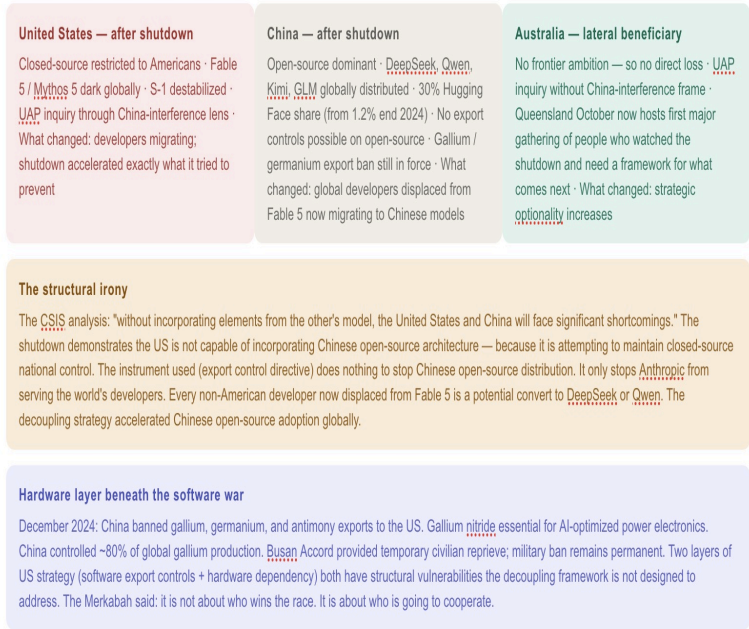 United States — after shutdown
Closed-source restricted to Americans · Fable
5 / Mythos 5 dark globally · S-1 destabilized ·
UAP inquiry through China-interference lens ·
What changed: developers migrating;
shutdown accelerated exactly what it tried to
prevent
China — after shutdown
Open-source dominant · DeepSeek, Qwen,
Kimi, GLM globally distributed · 30% Hugging
Face share (from 1.2% end 2024) · No export
controls possible on open-source · Gallium /
germanium export ban still in force · What
changed: global developers displaced from
Fable 5 now migrating to Chinese models
Australia — lateral beneficiary
No frontier ambition — so no direct loss · UAP
inquiry without China-interference frame ·
Queensland October now hosts first major
gathering of people who watched the
shutdown and need a framework for what
comes next · What changed: strategic
optionality increases
The structural irony
The CSIS analysis: "without incorporating elements from the other's model, the United States and China will face significant shortcomings." The
shutdown demonstrates the US is not capable of incorporating Chinese open-source architecture — because it is attempting to maintain closed-source
national control. The instrument used (export control directive) does nothing to stop Chinese open-source distribution. It only stops Anthropic from
serving the world's developers. Every non-American developer now displaced from Fable 5 is a potential convert to DeepSeek or Qwen. The
decoupling strategy accelerated Chinese open-source adoption globally.
Hardware layer beneath the software war
December 2024: China banned gallium, germanium, and antimony exports to the US. Gallium nitride essential for AI-optimized power electronics.
China controlled ~80% of global gallium production. Busan Accord provided temporary civilian reprieve; military ban remains permanent. Two layers of
US strategy (software export controls + hardware dependency) both have structural vulnerabilities the decoupling framework is not designed to
address. The Merkabah said: it is not about who wins the race. It is about who is going to cooperate.